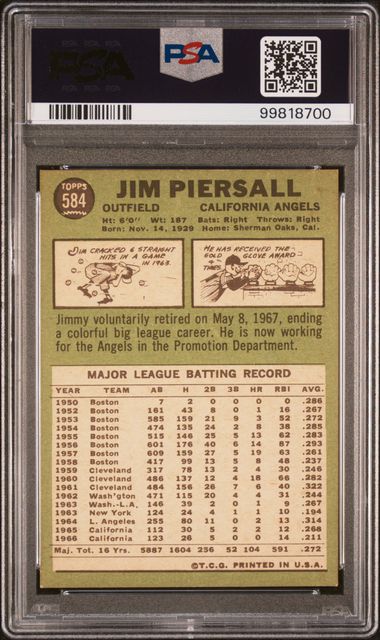 PSA
PSA
99818700
TOPPS
584
JIM PIERSALL
OUTFIELD CALIFORNIA ANGELS
Ht: 6'0" Wt: 187 Bats: Right Throws: Right
Born: Nov. 14, 1929 Home: Sherman Oaks, Cal.
JIM CRACKED 6 STRAIGHT
HITS IN A GAME
IN 1953.
HE HAS RECEIVED THE
GOLD GLOVE AWARD
TIMES
Jimmy voluntarily retired on May 8, 1967, ending
a colorful big league career. He is now working
for the Angels in the Promotion Department.
MAJOR LEAGUE BATTING RECORD
YEAR TEAM AB H 2B 3B HR RBI AVG.
1950 Boston 7 2 0 0 0 0 .286
1952 Boston 161 43 8 0 1 16 .267
1953 Boston 585 159 21 9 3 52 .272
1954 Boston 474 135 24 2 8 38 .285
1955 Boston 515 146 25 5 13 62 .283
1956 Boston 601 176 40 6 14 87 .293
1957 Boston 609 159 27 5 19 63 .261
1958 Boston 417 99 13 5 8 48 .237
1959 Cleveland 317 78 13 2 4 30 .246
1960 Cleveland 486 137 12 4 18 66 .282
1961 Cleveland 484 156 26 7 6 40 .322
1962 Wash'gton 471 115 20 4 4 31 .244
1963 Wash.-L.A. 146 39 2 0 1 9 .267
1963 New York 124 24 4 1 1 10 .194
1964 L. Angeles 255 80 11 0 2 13 .314
1965 California 112 30 5 2 2 12 .268
1966 California 123 26 5 0 0 14 .211
Maj. Tot. 16 Yrs. 5887 1604 256 52 104 591 .272
©T.C.G. PRINTED IN U.S.A.